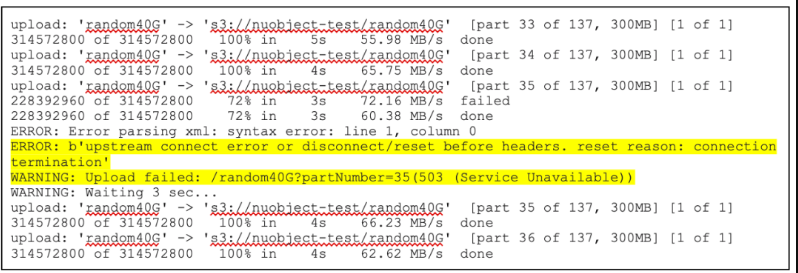 upload: 'random40G' -> 's3://nuobject-test/random40G'  [part 33 of 137, 300MB] [1 of 1]
314572800 of 314572800   100% in    5s    55.98 MB/s  done
upload: 'random40G' -> 's3://nuobject-test/random40G'  [part 34 of 137, 300MB] [1 of 1]
314572800 of 314572800   100% in    4s    65.75 MB/s  done
upload: 'random40G' -> 's3://nuobject-test/random40G'  [part 35 of 137, 300MB] [1 of 1]
228392960 of 314572800    72% in    3s    72.16 MB/s  failed
228392960 of 314572800    72% in    3s    60.38 MB/s  done
ERROR: Error parsing xml: syntax error: line 1, column 0
ERROR: b'upstream connect error or disconnect/reset before headers. reset reason: connection
termination'
WARNING: Upload failed: /random40G?partNumber=35(503 (Service Unavailable))
WARNING: Waiting 3 sec...
upload: 'random40G' -> 's3://nuobject-test/random40G'  [part 35 of 137, 300MB] [1 of 1]
314572800 of 314572800   100% in    4s    66.23 MB/s  done
upload: 'random40G' -> 's3://nuobject-test/random40G'  [part 36 of 137, 300MB] [1 of 1]
314572800 of 314572800   100% in    4s    62.62 MB/s  done